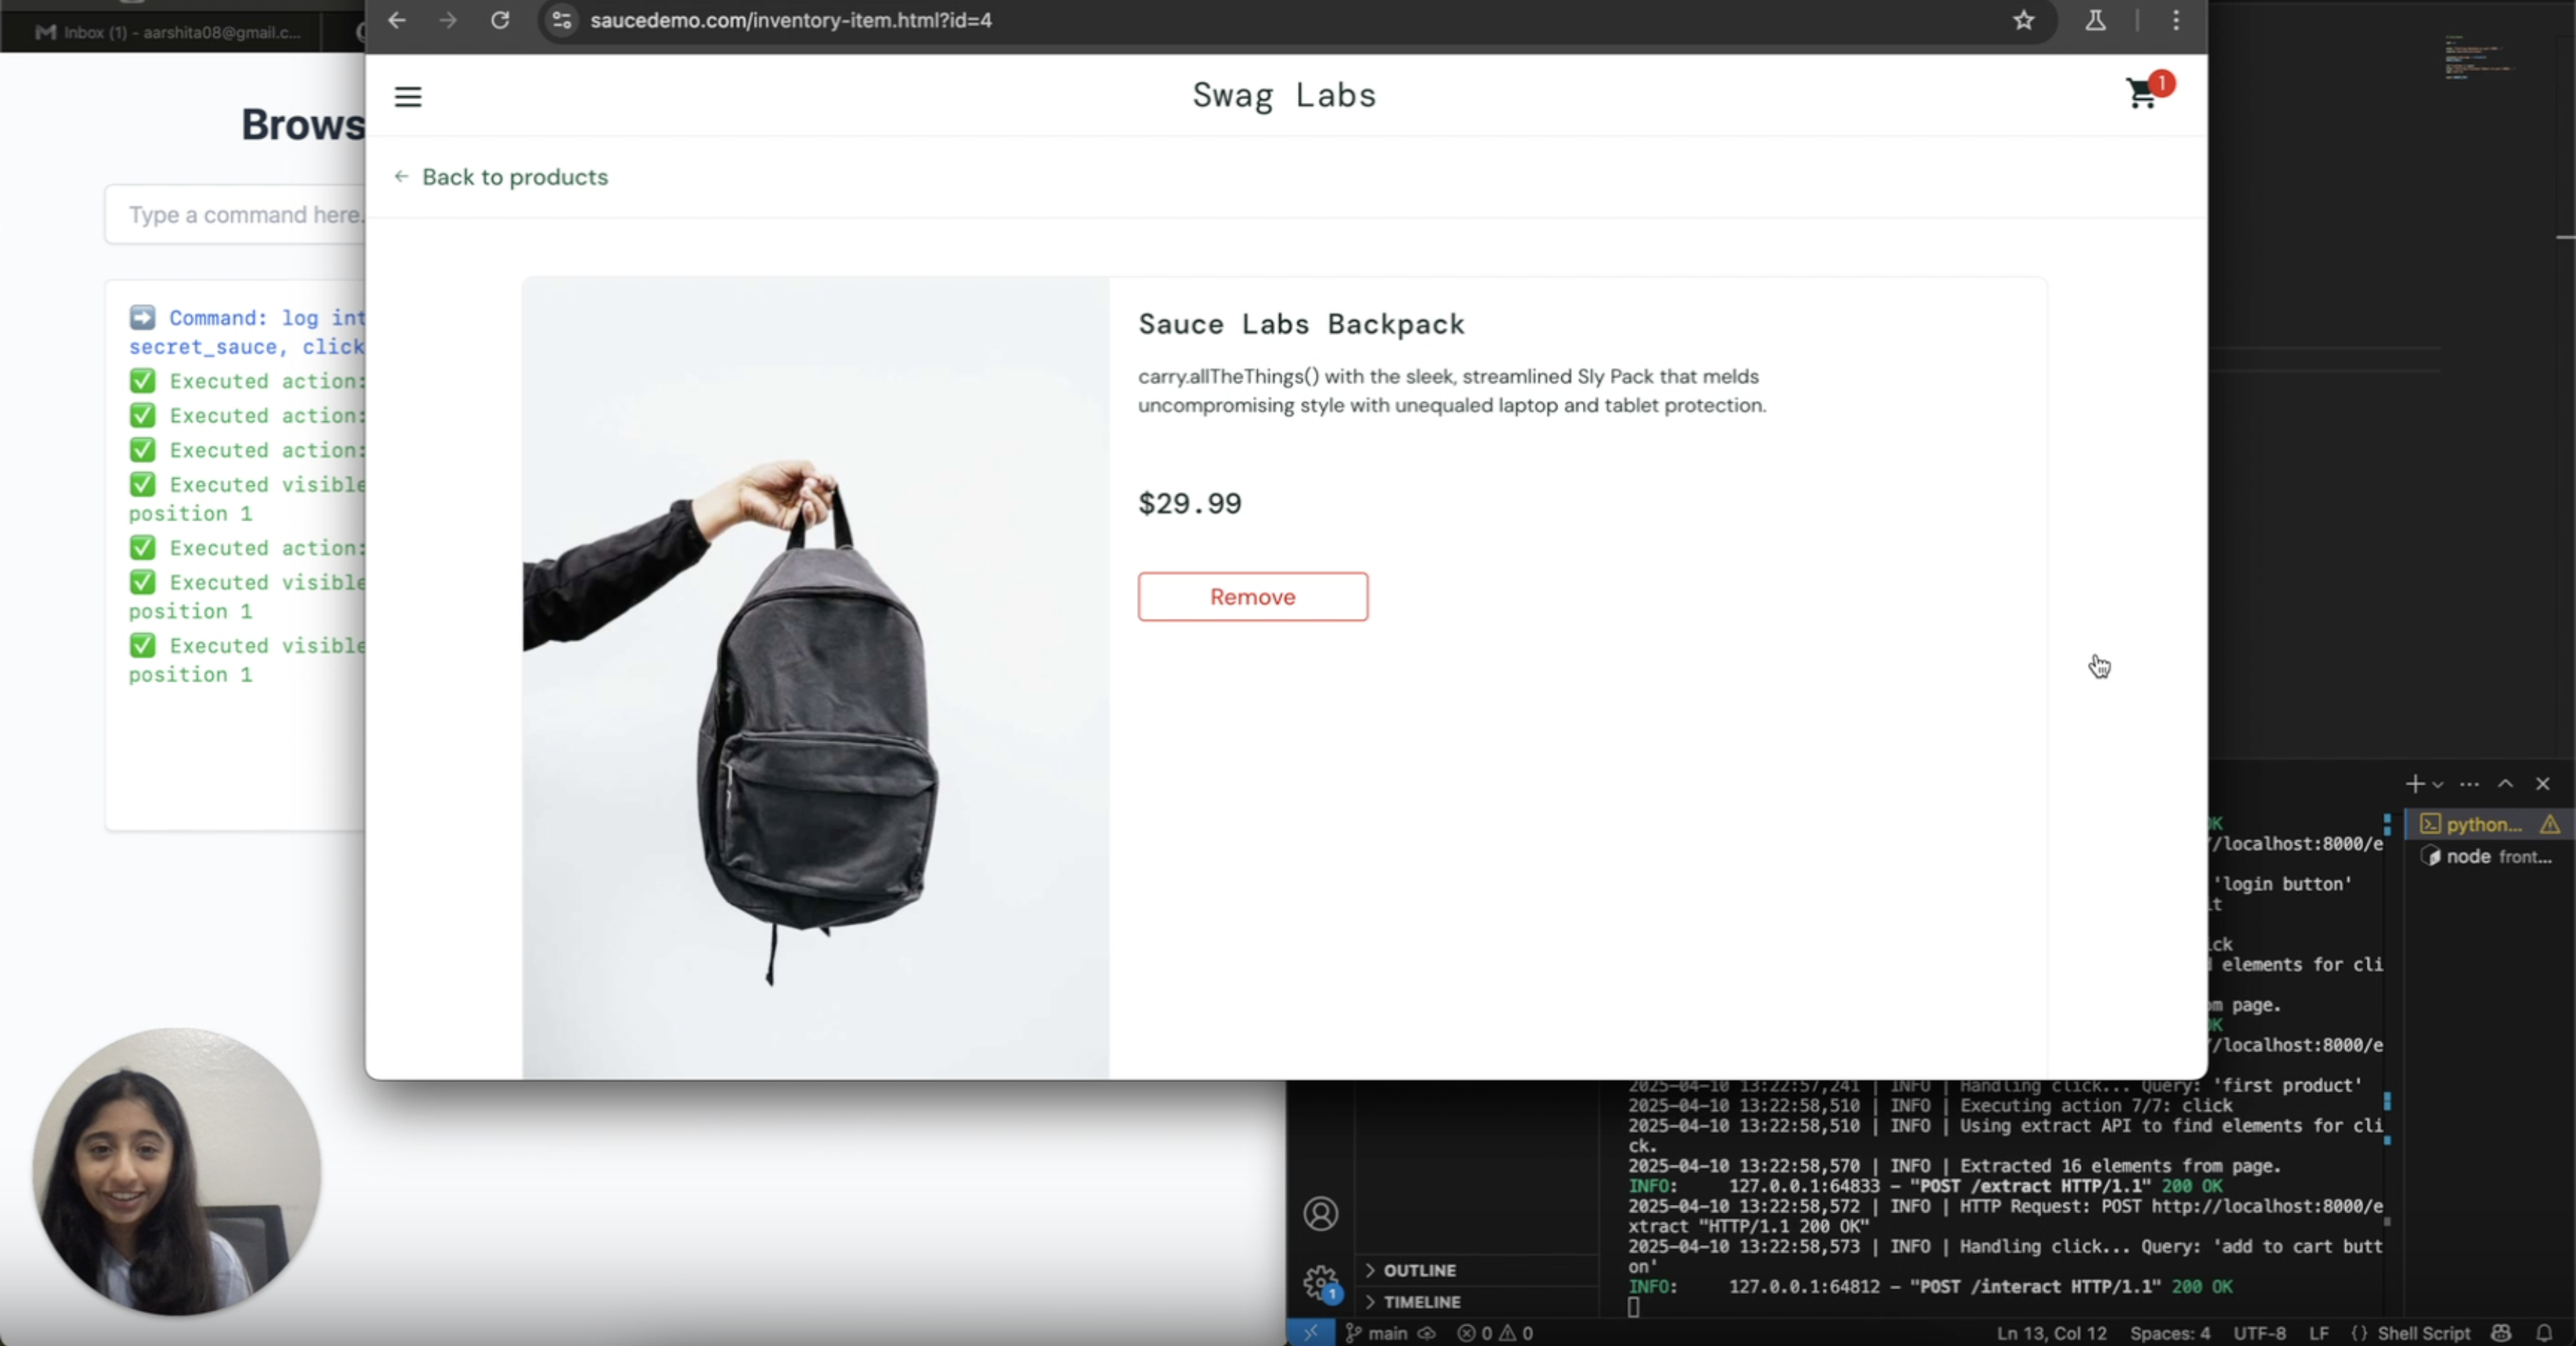 Inbox (1) - aarshita08@gmail.c...
saucedemo.com/inventory-item.html?id=4
Brows
Type a command here.
➡️ Command: log int
secret_sauce, click
✅ Executed action:
✅ Executed action:
✅ Executed action:
✅ Executed visible
position 1
✅ Executed action:
✅ Executed visible
position 1
✅ Executed visible
position 1
Swag Labs
1
← Back to products
Sauce Labs Backpack
carry.allTheThings() with the sleek, streamlined Sly Pack that melds
uncompromising style with unequaled laptop and tablet protection.
$29.99
Remove
python...
node front...
OK
//localhost:8000/e
'login button'
it
ick
elements for cli
om page.
OK
//localhost:8000/e
2025-04-10 13:22:57,241 | INFO | Handling click... Query: 'first product'
2025-04-10 13:22:58,510 | INFO | Executing action 7/7: click
2025-04-10 13:22:58,510 | INFO | Using extract API to find elements for cli
ck.
2025-04-10 13:22:58,570 | INFO | Extracted 16 elements from page.
INFO: 127.0.0.1:64833 – "POST /extract HTTP/1.1" 200 OK
2025-04-10 13:22:58,572 | INFO | HTTP Request: POST http://localhost:8000/e
xtract "HTTP/1.1 200 OK"
2025-04-10 13:22:58,573 | INFO | Handling click... Query: 'add to cart butt
on'
INFO: 127.0.0.1:64812 – "POST /interact HTTP/1.1" 200 OK
1
OUTLINE
TIMELINE
main
0 0
Ln 13, Col 12 Spaces: 4 UTF-8 LF {} Shell Script